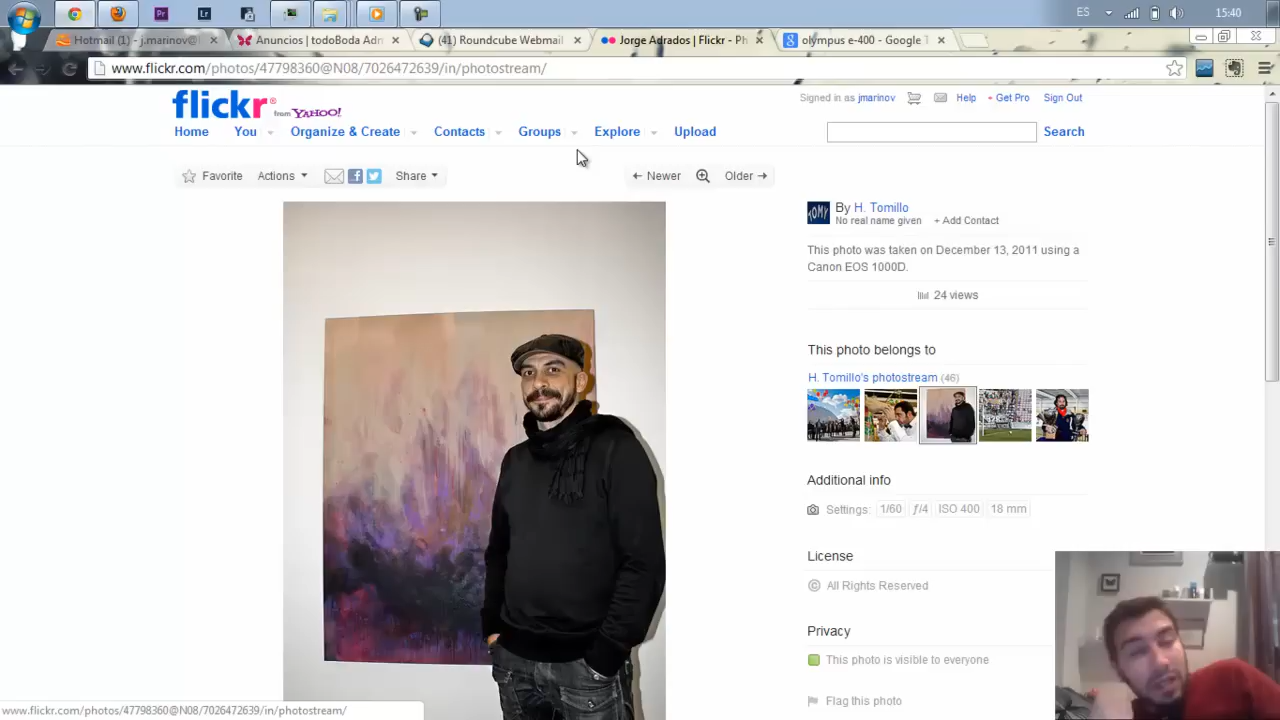 ES 15:40
Hotmail (1) - j.marinov@l
Anuncios | todoBoda Adm
(41) Roundcube Webmail
Jorge Adrados | Flickr - Ph
olympus e-400 - Google T
www.flickr.com/photos/47798360@N08/7026472639/in/photostream/
flickr from YAHOO!
Signed in as jmarinov Help + Get Pro Sign Out
Home You Organize & Create Contacts Groups Explore Upload Search
Favorite Actions Share ← Newer Older →
By H. Tomillo
No real name given + Add Contact
This photo was taken on December 13, 2011 using a
Canon EOS 1000D.
24 views
This photo belongs to
H. Tomillo's photostream (46)
Additional info
Settings: 1/60 ƒ/4 ISO 400 18 mm
License
© All Rights Reserved
Privacy
This photo is visible to everyone
Flag this photo
www.flickr.com/photos/47798360@N08/7026472639/in/photostream/